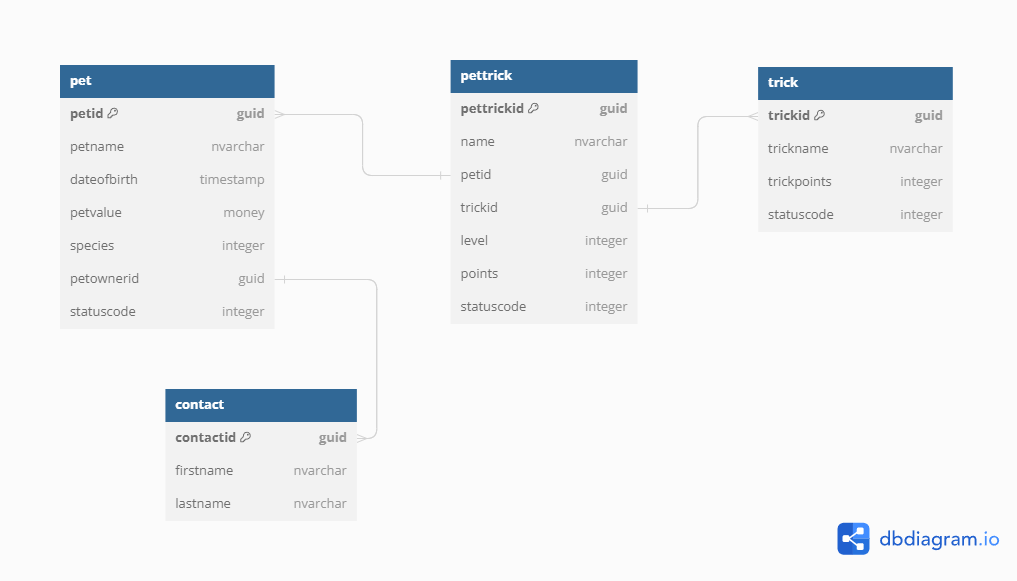 pet
petid guid
petname nvarchar
dateofbirth timestamp
petvalue money
species integer
petownerid guid
statuscode integer
pettrick
pettrickid guid
name nvarchar
petid guid
trickid guid
level integer
points integer
statuscode integer
trick
trickid guid
trickname nvarchar
trickpoints integer
statuscode integer
contact
contactid guid
firstname nvarchar
lastname nvarchar
dbdiagram.io